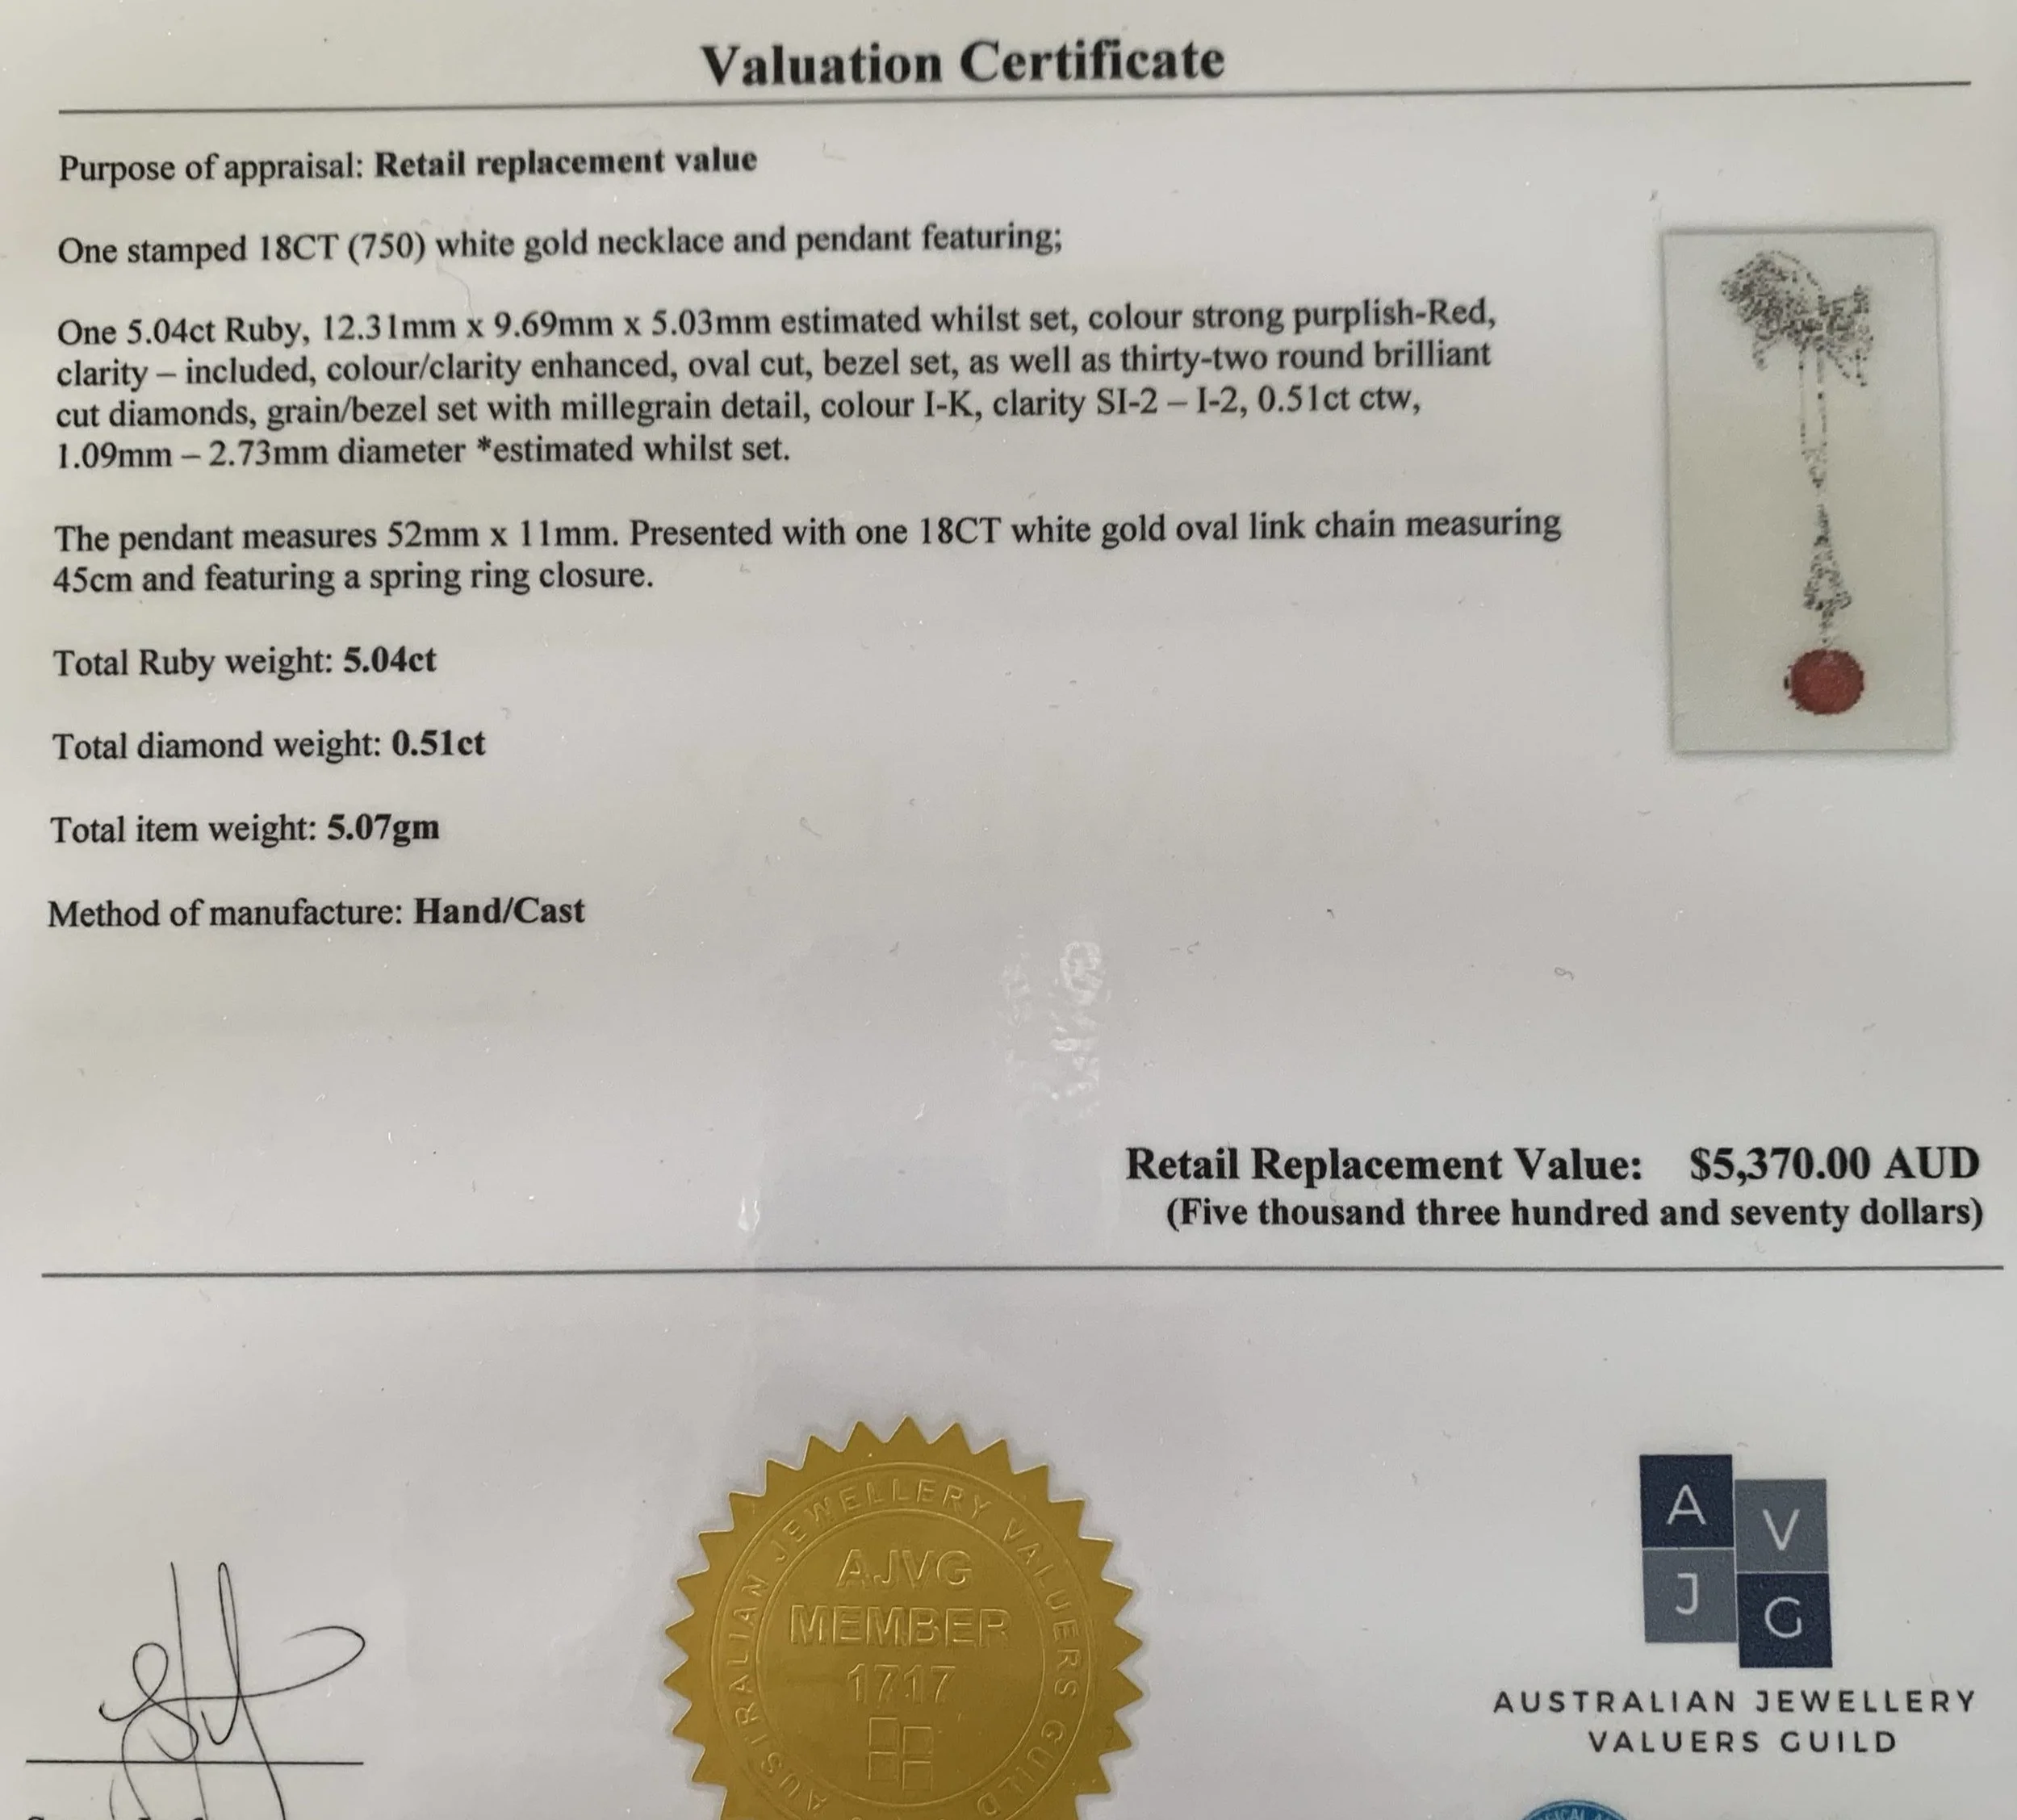 Valuation Certificate
Purpose of appraisal: Retail replacement value
One stamped 18CT (750) white gold necklace and pendant featuring;
One 5.04ct Ruby, 12.31mm x 9.69mm x 5.03mm estimated whilst set, colour strong purplish-Red,
clarity – included, colour/clarity enhanced, oval cut, bezel set, as well as thirty-two round brilliant
cut diamonds, grain/bezel set with millegrain detail, colour I-K, clarity SI-2 – I-2, 0.51ct ctw,
1.09mm – 2.73mm diameter *estimated whilst set.
The pendant measures 52mm x 11mm. Presented with one 18CT white gold oval link chain measuring
45cm and featuring a spring ring closure.
Total Ruby weight: 5.04ct
Total diamond weight: 0.51ct
Total item weight: 5.07gm
Method of manufacture: Hand/Cast
Retail Replacement Value: $5,370.00 AUD
(Five thousand three hundred and seventy dollars)
AUSTRALIAN JEWELLERY VALUERS GUILD
AJVG
MEMBER
1717
A V
J G
AUSTRALIAN JEWELLERY
VALUERS GUILD